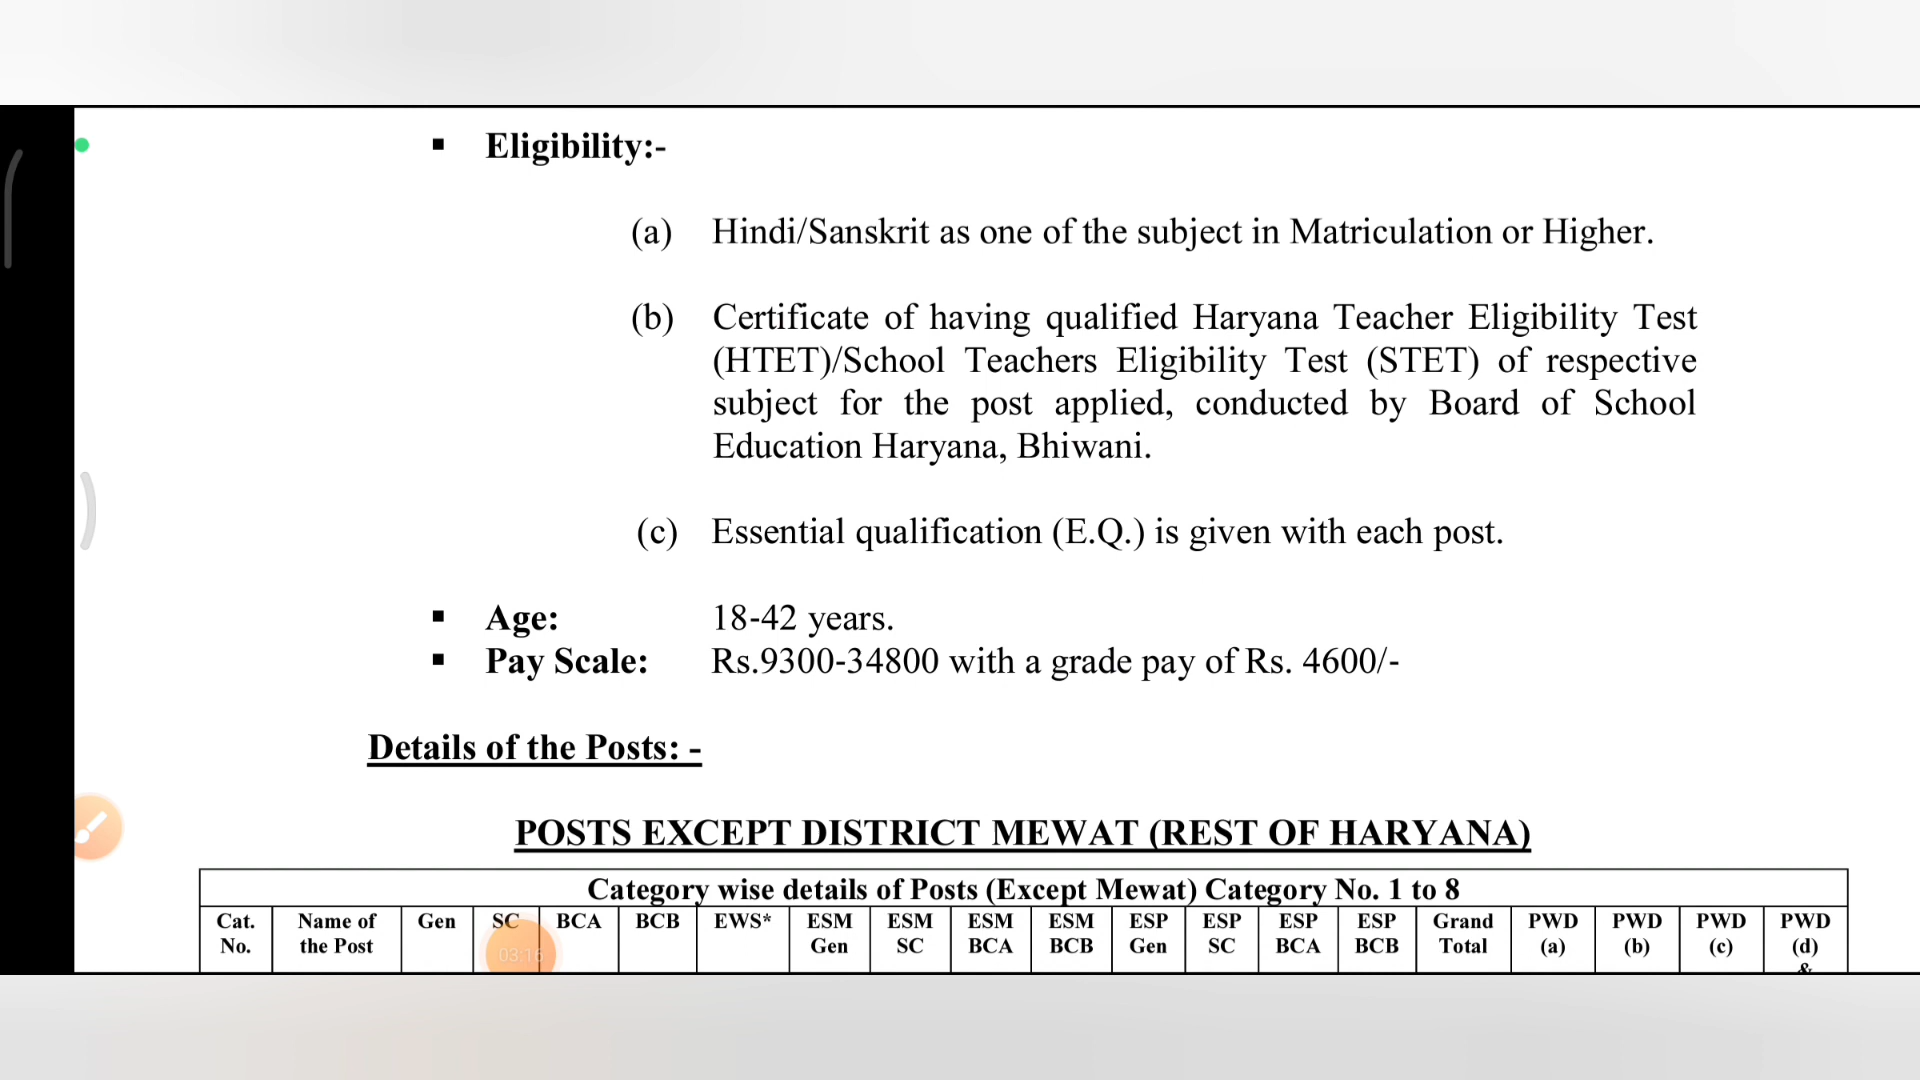 ▪ Eligibility:-
(a) Hindi/Sanskrit as one of the subject in Matriculation or Higher.
(b) Certificate of having qualified Haryana Teacher Eligibility Test
(HTET)/School Teachers Eligibility Test (STET) of respective
subject for the post applied, conducted by Board of School
Education Haryana, Bhiwani.
(c) Essential qualification (E.Q.) is given with each post.
▪ Age: 18-42 years.
▪ Pay Scale: Rs.9300-34800 with a grade pay of Rs. 4600/-
Details of the Posts: -
POSTS EXCEPT DISTRICT MEWAT (REST OF HARYANA)
Category wise details of Posts (Except Mewat) Category No. 1 to 8
Cat. Name of Gen SC BCA BCB EWS* ESM ESM ESM ESM ESP ESP ESP ESP Grand PWD PWD PWD PWD
No. the Post Gen SC BCA BCB Gen SC BCA BCB Total (a) (b) (c) (d)
&
03:16